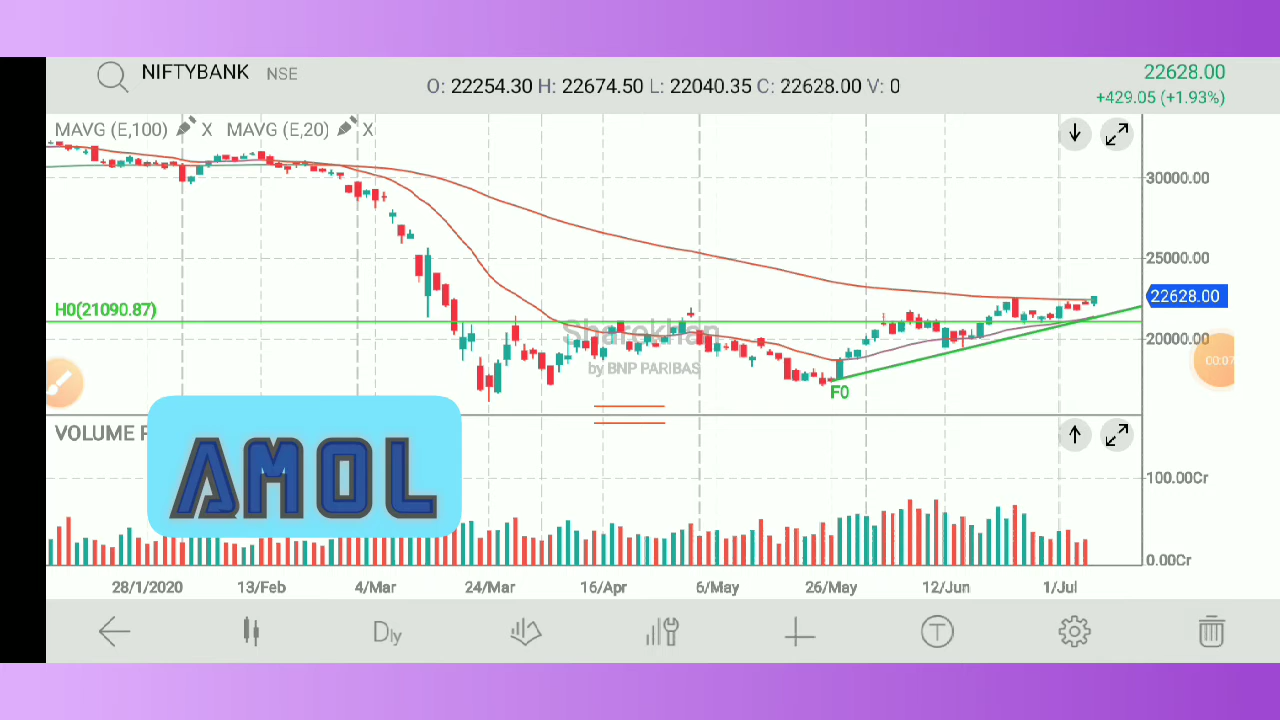 NIFTYBANK NSE
O: 22254.30 H: 22674.50 L: 22040.35 C: 22628.00 V: 0
22628.00
+429.05 (+1.93%)
MAVG (E,100) X MAVG (E,20) X
30000.00
25000.00
22628.00
H0(21090.87)
20000.00
Sharekhan
by BNP PARIBAS
00:07
F0
VOLUME
AMOL
100.00Cr
0.00Cr
28/1/2020 13/Feb 4/Mar 24/Mar 16/Apr 6/May 26/May 12/Jun 1/Jul
Dly
T